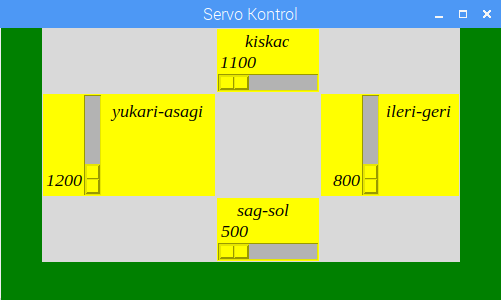 Servo Kontrol
kiskac
1100
yukari-asagi
1200
ileri-geri
800
sag-sol
500